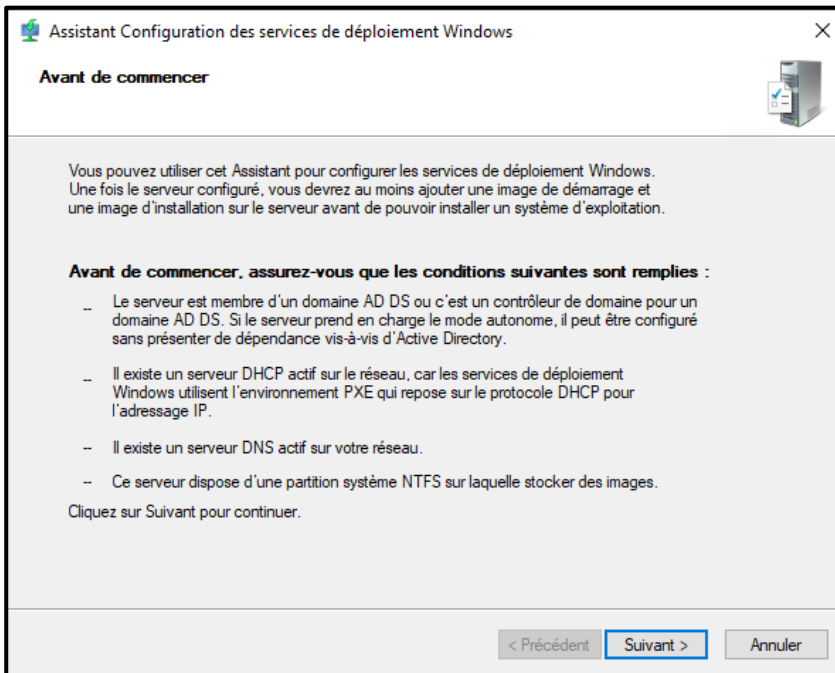 Assistant Configuration des services de déploiement Windows
Avant de commencer
Vous pouvez utiliser cet Assistant pour configurer les services de déploiement Windows.
Une fois le serveur configuré, vous devrez au moins ajouter une image de démarrage et
une image d'installation sur le serveur avant de pouvoir installer un système d'exploitation.
Avant de commencer, assurez-vous que les conditions suivantes sont remplies :
-- Le serveur est membre d'un domaine AD DS ou c'est un contrôleur de domaine pour un
domaine AD DS. Si le serveur prend en charge le mode autonome, il peut être configuré
sans présenter de dépendance vis-à-vis d'Active Directory.
-- Il existe un serveur DHCP actif sur le réseau, car les services de déploiement
Windows utilisent l'environnement PXE qui repose sur le protocole DHCP pour
l'adressage IP.
-- Il existe un serveur DNS actif sur votre réseau.
-- Ce serveur dispose d'une partition système NTFS sur laquelle stocker des images.
Cliquez sur Suivant pour continuer.
< Précédent Suivant > Annuler